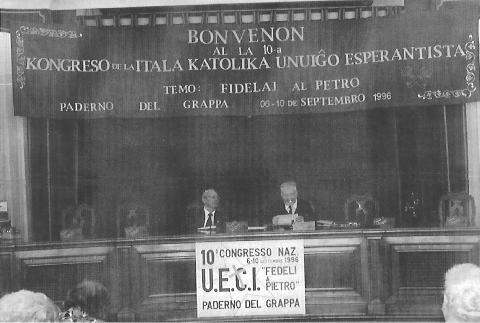 BONVENON
AL LA 10-a
KONGRESO DE LA ITALA KATOLIKA UNUIĜO ESPERANTISTA
TEMO: FIDELAJ AL PETRO
PADERNO DEL GRAPPA 06-10 DE SEPTEMBRO 1996
10° CONGRESSO NAZ.
6-10 SETTEMBRE 1996
U.E.C.I. "FEDELI
A
PIETRO"
PADERNO DEL GRAPPA